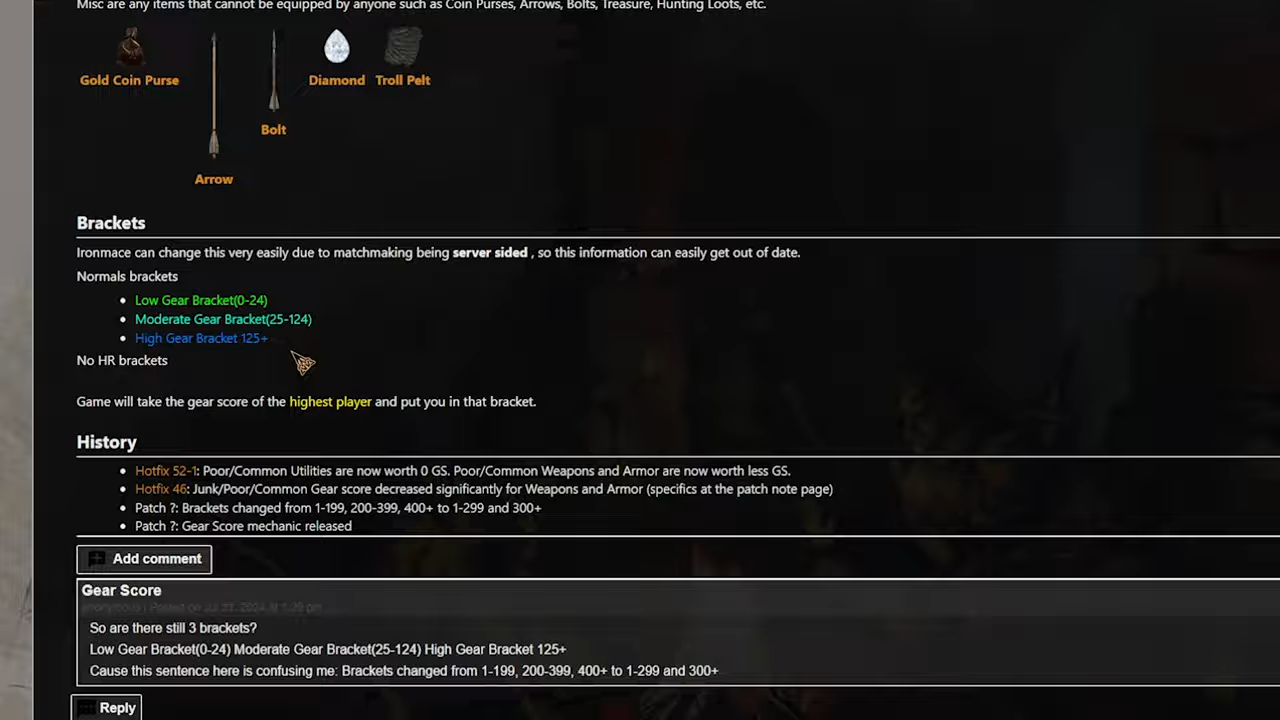 Misc are any items that cannot be equipped by anyone such as Coin Purses, Arrows, Bolts, Treasure, Hunting Loots, etc.
Gold Coin Purse
Diamond
Troll Pelt
Bolt
Arrow
Brackets
Ironmace can change this very easily due to matchmaking being server sided , so this information can easily get out of date.
Normals brackets
Low Gear Bracket(0-24)
Moderate Gear Bracket(25-124)
High Gear Bracket 125+
No HR brackets
Game will take the gear score of the highest player and put you in that bracket.
History
Hotfix 52-1: Poor/Common Utilities are now worth 0 GS. Poor/Common Weapons and Armor are now worth less GS.
Hotfix 46: Junk/Poor/Common Gear score decreased significantly for Weapons and Armor (specifics at the patch note page)
Patch ?: Brackets changed from 1-199, 200-399, 400+ to 1-299 and 300+
Patch ?: Gear Score mechanic released
Add comment
Gear Score
Posted on
So are there still 3 brackets?
Low Gear Bracket(0-24) Moderate Gear Bracket(25-124) High Gear Bracket 125+
Cause this sentence here is confusing me: Brackets changed from 1-199, 200-399, 400+ to 1-299 and 300+
Reply